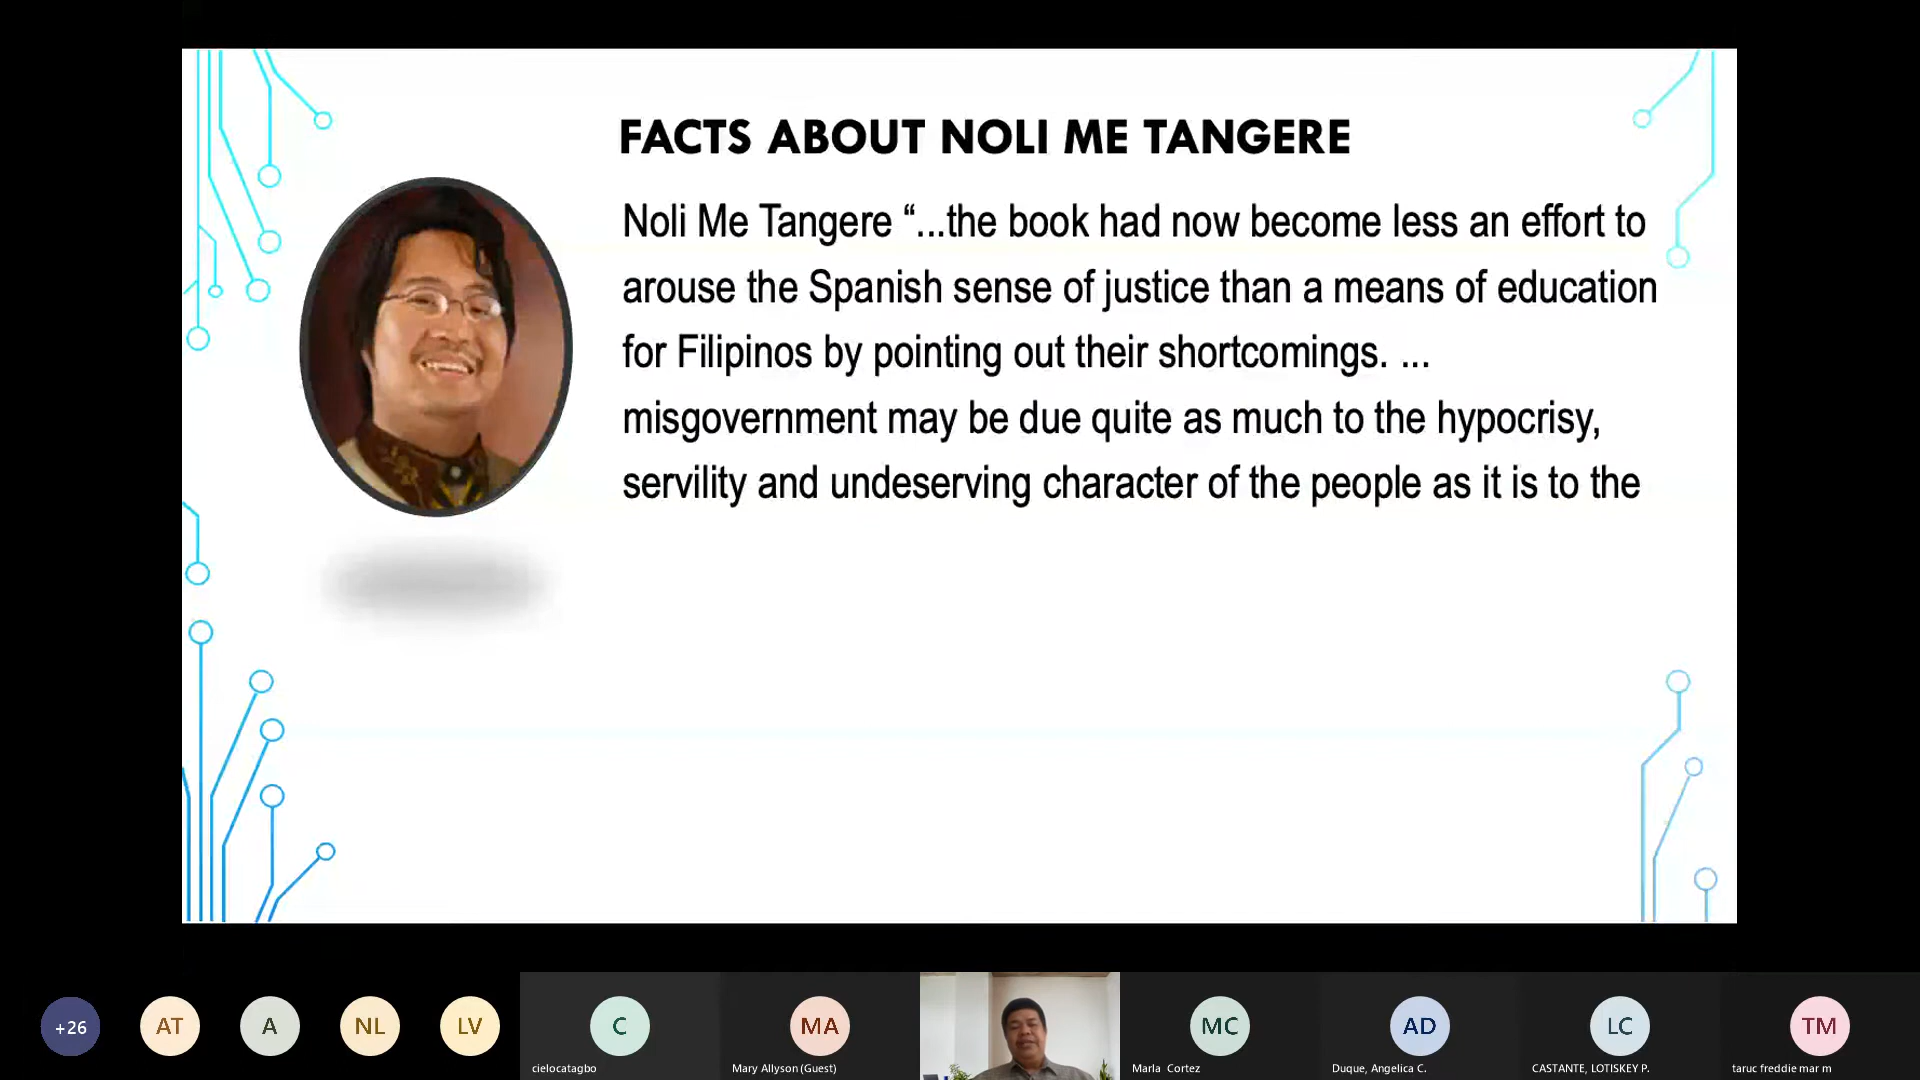 FACTS ABOUT NOLI ME TANGERE
Noli Me Tangere “...the book had now become less an effort to
arouse the Spanish sense of justice than a means of education
for Filipinos by pointing out their shortcomings. ...
misgovernment may be due quite as much to the hypocrisy,
servility and undeserving character of the people as it is to the
+26
AT
A
NL
LV
C
MA
MC
AD
LC
TM
cielocatagbo
Mary Allyson (Guest)
Marla Cortez
Duque, Angelica C.
CASTANTE, LOTISKEY P.
taruc freddie mar m